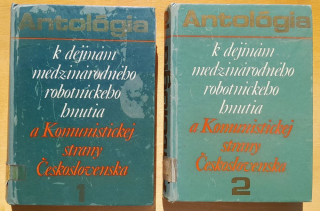 Antológia
k dejinám
medzinárodného
robotníckeho
hnutia
a Komunistickej
strany
Československa
1
Antológia
k dejinám
medzinárodného
robotníckeho
hnutia
a Komunistickej
strany
Československa
2